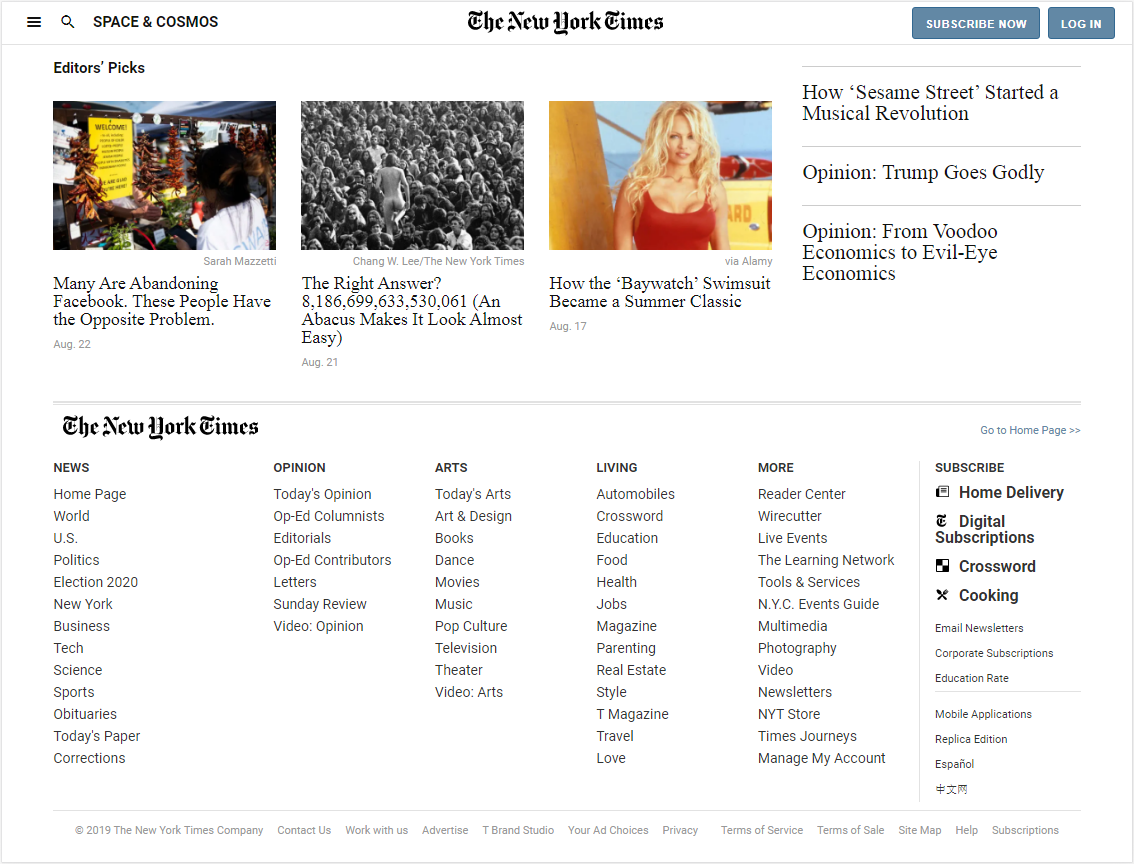 SPACE & COSMOS
The New York Times
SUBSCRIBE NOW
LOG IN
Editors’ Picks
WELCOME!
Sarah Mazzetti
Many Are Abandoning
Facebook. These People Have
the Opposite Problem.
Aug. 22
Chang W. Lee/The New York Times
The Right Answer?
8,186,699,633,530,061 (An
Abacus Makes It Look Almost
Easy)
Aug. 21
via Alamy
How the ‘Baywatch’ Swimsuit
Became a Summer Classic
Aug. 17
How ‘Sesame Street’ Started a
Musical Revolution
Opinion: Trump Goes Godly
Opinion: From Voodoo
Economics to Evil-Eye
Economics
The New York Times
Go to Home Page >>
NEWS
Home Page
World
U.S.
Politics
Election 2020
New York
Business
Tech
Science
Sports
Obituaries
Today's Paper
Corrections
OPINION
Today's Opinion
Op-Ed Columnists
Editorials
Op-Ed Contributors
Letters
Sunday Review
Video: Opinion
ARTS
Today's Arts
Art & Design
Books
Dance
Movies
Music
Pop Culture
Television
Theater
Video: Arts
LIVING
Automobiles
Crossword
Education
Food
Health
Jobs
Magazine
Parenting
Real Estate
Style
T Magazine
Travel
Love
MORE
Reader Center
Wirecutter
Live Events
The Learning Network
Tools & Services
N.Y.C. Events Guide
Multimedia
Photography
Video
Newsletters
NYT Store
Times Journeys
Manage My Account
SUBSCRIBE
Home Delivery
Digital
Subscriptions
Crossword
Cooking
Email Newsletters
Corporate Subscriptions
Education Rate
Mobile Applications
Replica Edition
Español
中文网
© 2019 The New York Times Company Contact Us Work with us Advertise T Brand Studio Your Ad Choices Privacy Terms of Service Terms of Sale Site Map Help Subscriptions